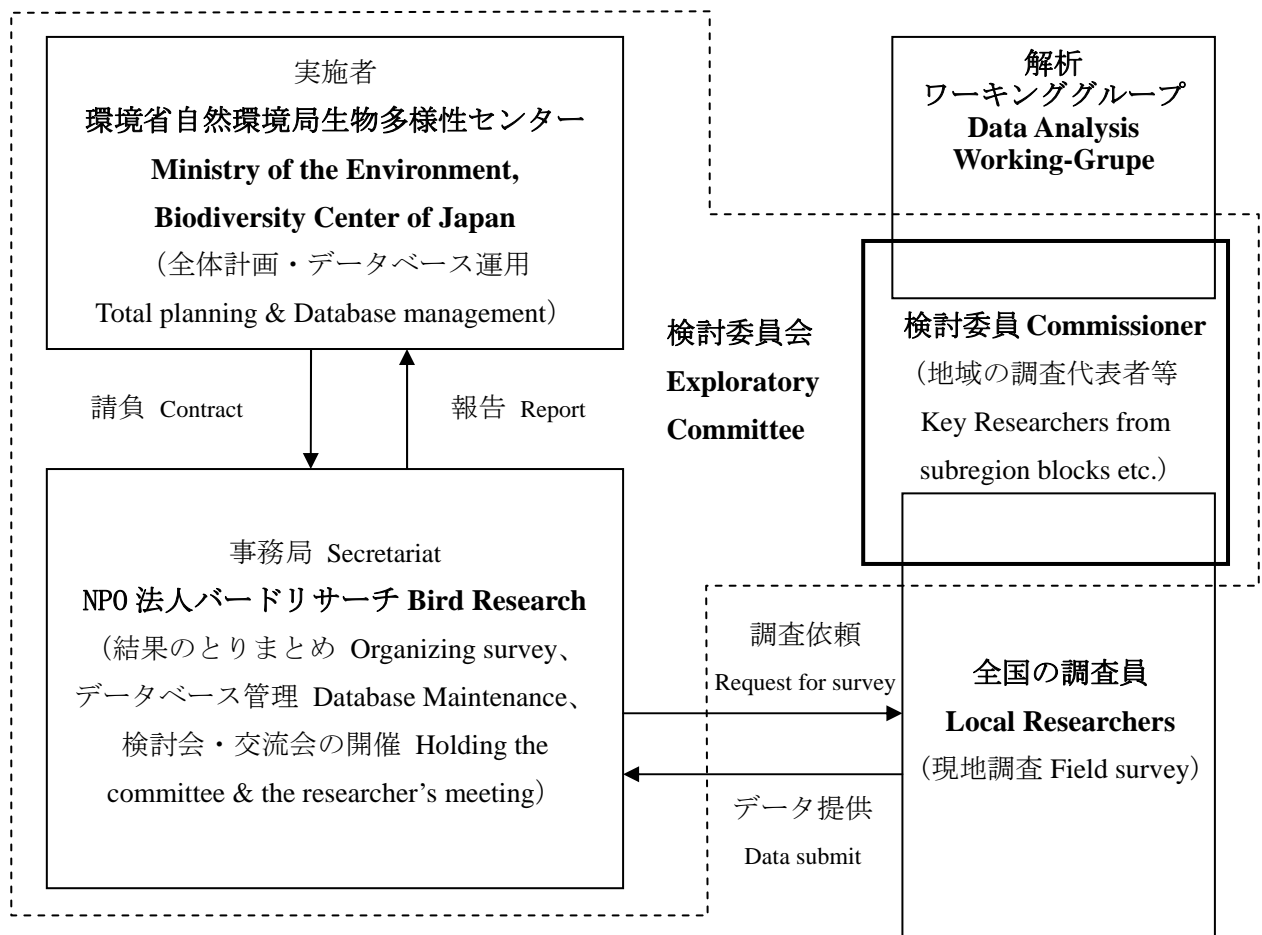 実施者
環境省自然環境局生物多様性センター
Ministry of the Environment,
Biodiversity Center of Japan
（全体計画・データベース運用
Total planning & Database management）
請負 Contract
報告 Report
事務局 Secretariat
NPO 法人バードリサーチ Bird Research
（結果のとりまとめ Organizing survey、
データベース管理 Database Maintenance、
検討会・交流会の開催 Holding the
committee & the researcher’s meeting）
検討委員会
Exploratory
Committee
解析
ワーキンググループ
Data Analysis
Working-Grupe
検討委員 Commissioner
（地域の調査代表者等
Key Researchers from
subregion blocks etc.）
調査依頼
Request for survey
データ提供
Data submit
全国の調査員
Local Researchers
（現地調査 Field survey）